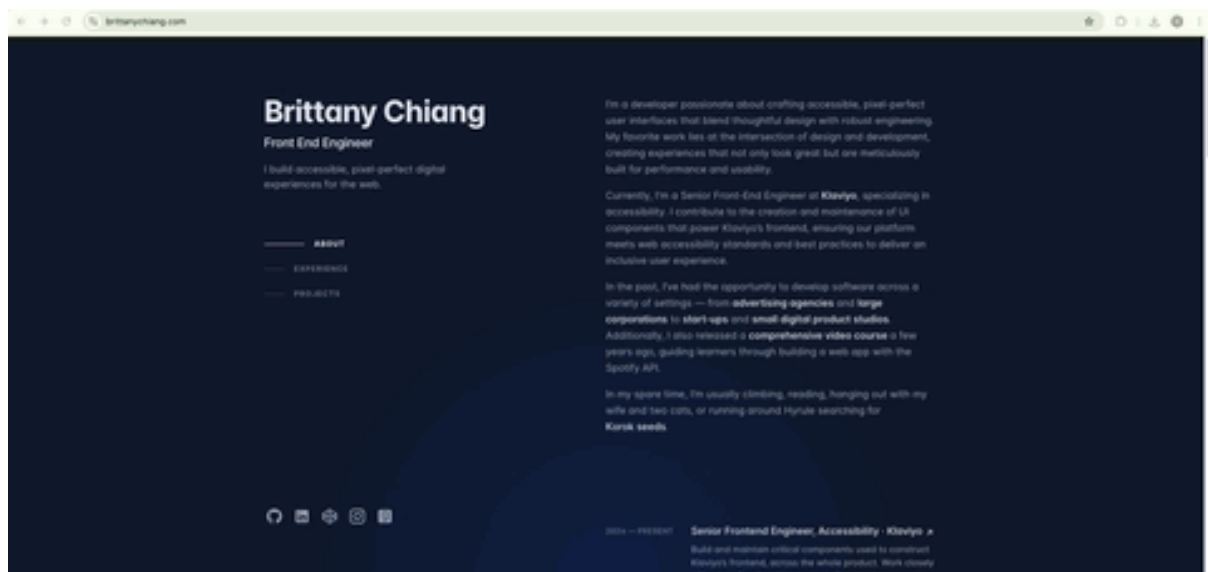 brittanychiang.com
Brittany Chiang
Front End Engineer
I build accessible, pixel-perfect digital
experiences for the web.
ABOUT
EXPERIENCE
PROJECTS
I'm a developer passionate about crafting accessible, pixel-perfect
user interfaces that blend thoughtful design with robust engineering.
My favorite work lies at the intersection of design and development,
creating experiences that not only look great but are meticulously
built for performance and usability.
Currently, I'm a Senior Front-End Engineer at Klaviyo, specializing in
accessibility. I contribute to the creation and maintenance of UI
components that power Klaviyo's frontend, ensuring our platform
meets web accessibility standards and best practices to deliver an
inclusive user experience.
In the past, I've had the opportunity to develop software across a
variety of settings — from advertising agencies and large
corporations to start-ups and small digital product studios.
Additionally, I also released a comprehensive video course a few
years ago, guiding learners through building a web app with the
Spotify API.
In my spare time, I'm usually climbing, reading, hanging out with my
wife and two cats, or running around Hyrule searching for
Korok seeds.
2024 — PRESENT
Senior Frontend Engineer, Accessibility · Klaviyo ↗
Build and maintain critical components used to construct
Klaviyo's frontend, across the whole product. Work closely